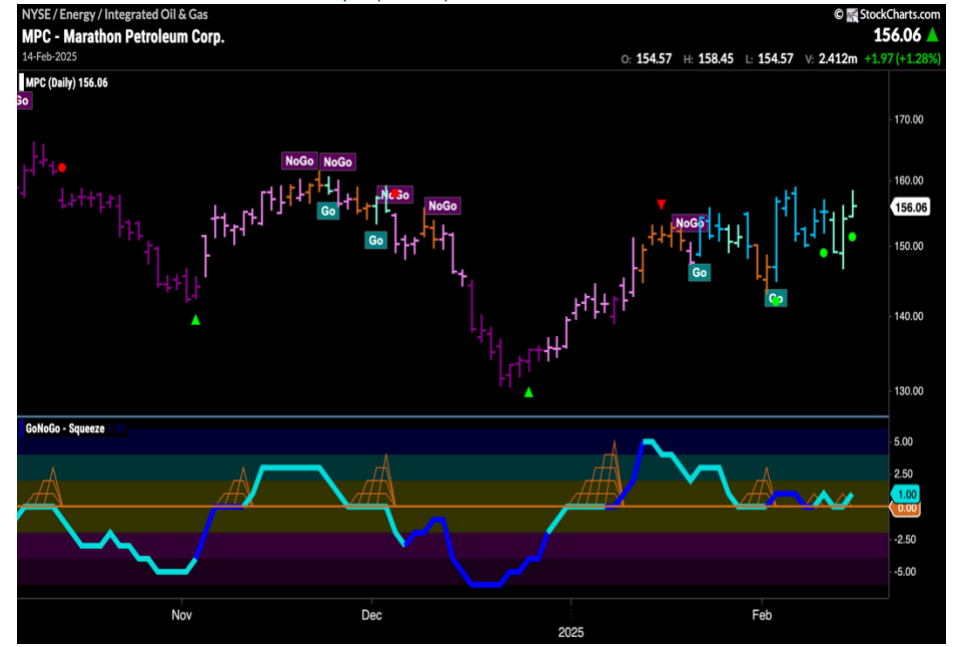 NYSE / Energy / Integrated Oil & Gas
© StockCharts.com
MPC - Marathon Petroleum Corp.
156.06
14-Feb-2025
O: 154.57 H: 158.45 L: 154.57 V: 2.412m +1.97 (+1.28%)
MPC (Daily) 156.06
Go
170.00
NoGo NoGo
160.00
NoGo
NoGo
Go
156.06
NoGo
Go
150.00
Go
Go
140.00
130.00
GoNoGo - Squeeze 1.00
5.00
2.50
1.00
0.00
-2.50
-5.00
Nov Dec 2025 Feb